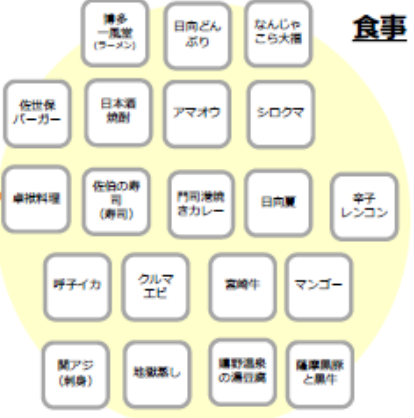 食事
博多
一風堂
(ラーメン)
日向どん
ぶり
なんじゃ
こら大福
佐世保
バーガー
日本酒
焼酎
アマオウ
シロクマ
卓袱料理
佐伯の寿
司
(寿司)
門司港焼
きカレー
日向夏
辛子
レンコン
呼子イカ
クルマ
エビ
宮崎牛
マンゴー
関アジ
(刺身)
地獄蒸し
嬉野温泉
の湯豆腐
薩摩黒豚
と黒牛